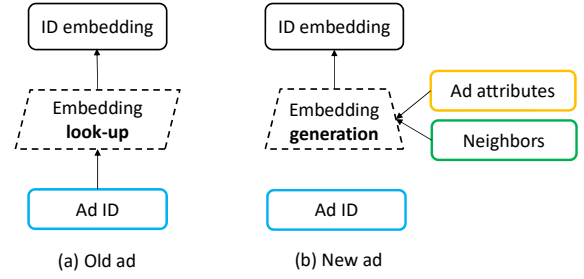 ID embedding
Embedding
look-up
Ad ID
(a) Old ad
ID embedding
Embedding
generation
Ad attributes
Neighbors
Ad ID
(b) New ad